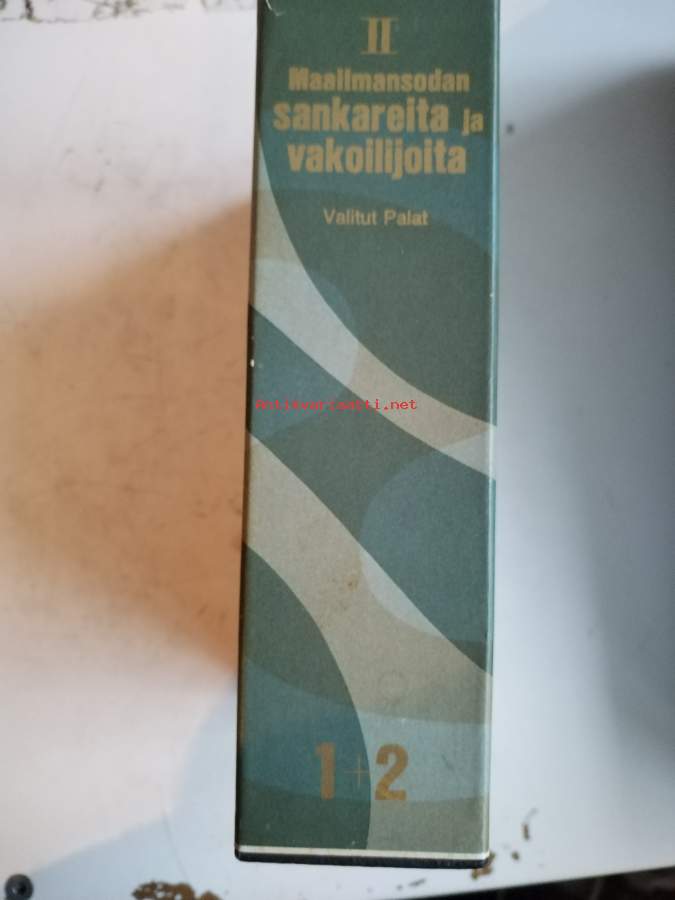 II
Maailmansodan
sankareita ja
vakoilijoita
Valitut Palat
Antikvariaatti.net
1+2